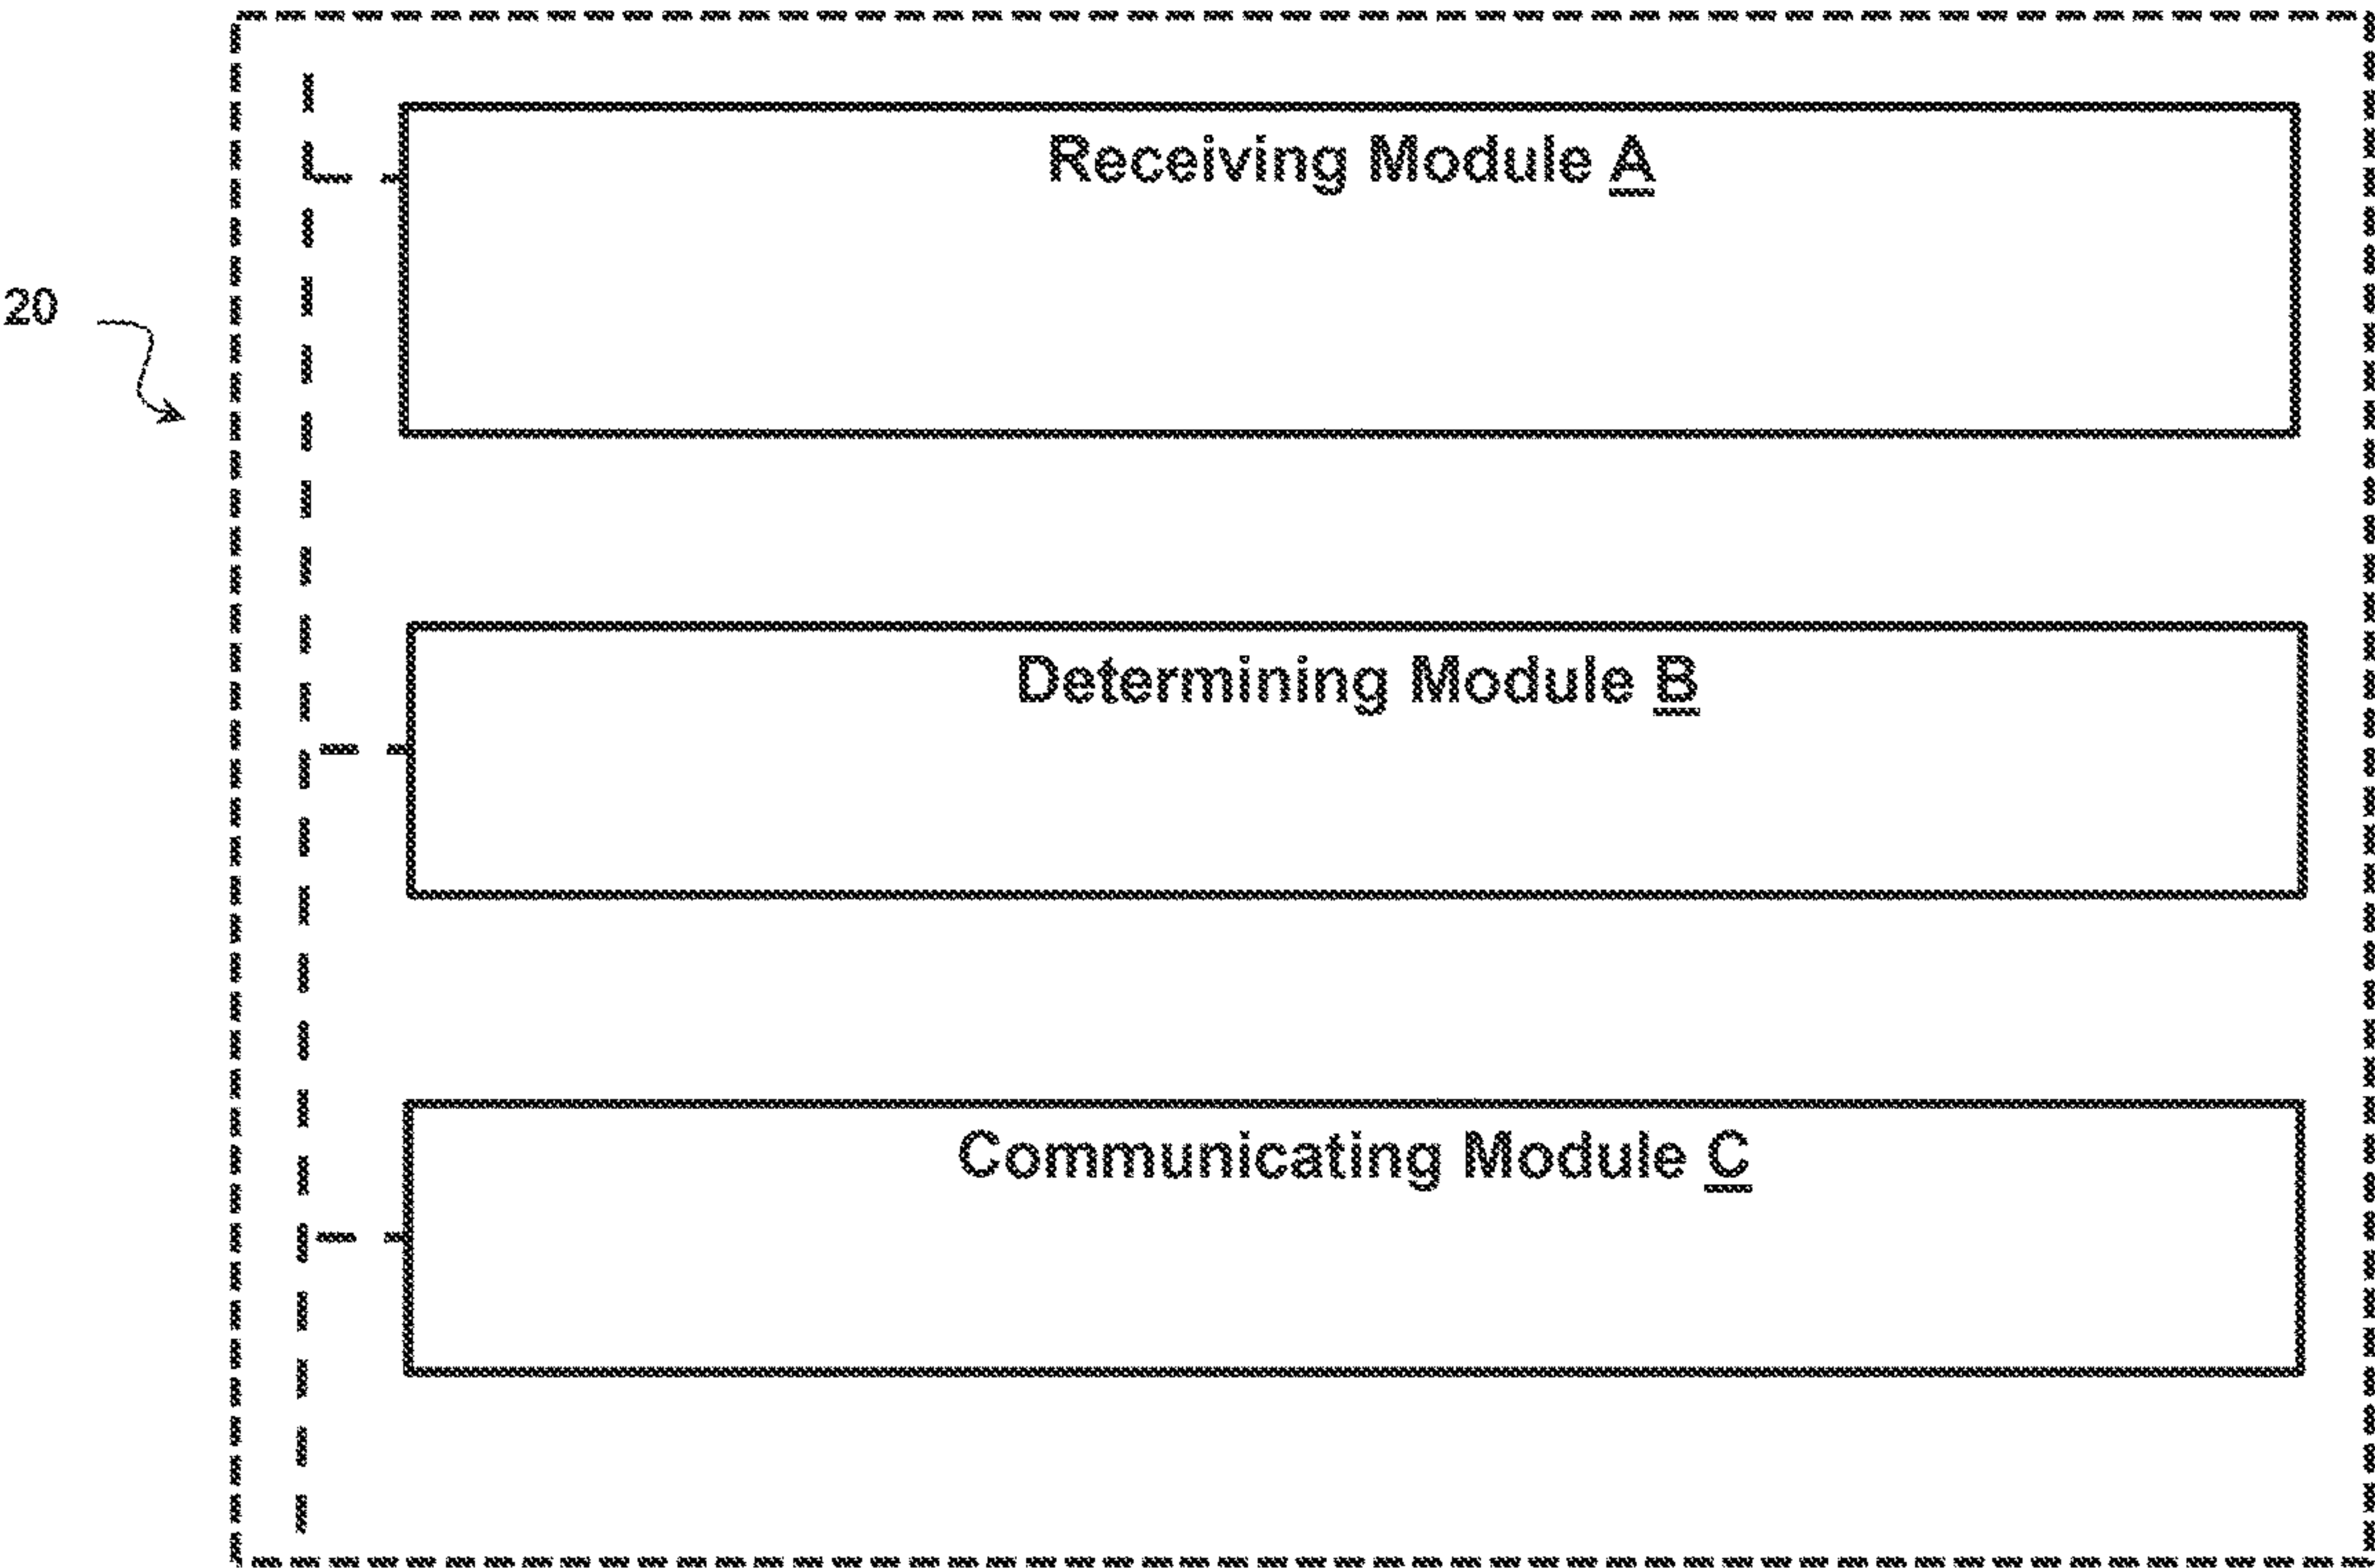 Receiving Module A
20
Determining Module B
Communicating Module C